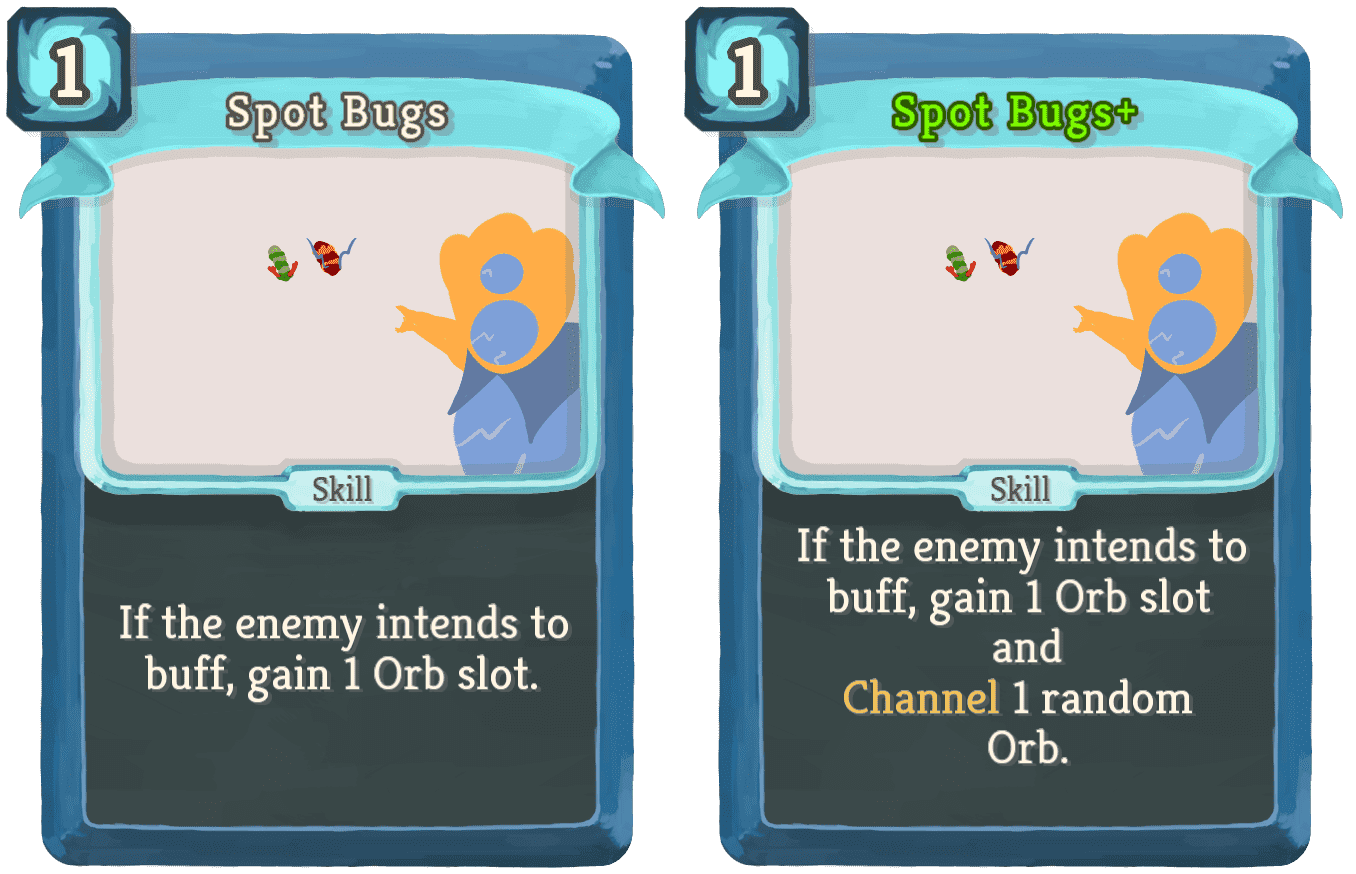 1
Spot Bugs
Skill
If the enemy intends to
buff, gain 1 Orb slot.
1
Spot Bugs+
Skill
If the enemy intends to
buff, gain 1 Orb slot
and
Channel 1 random
Orb.